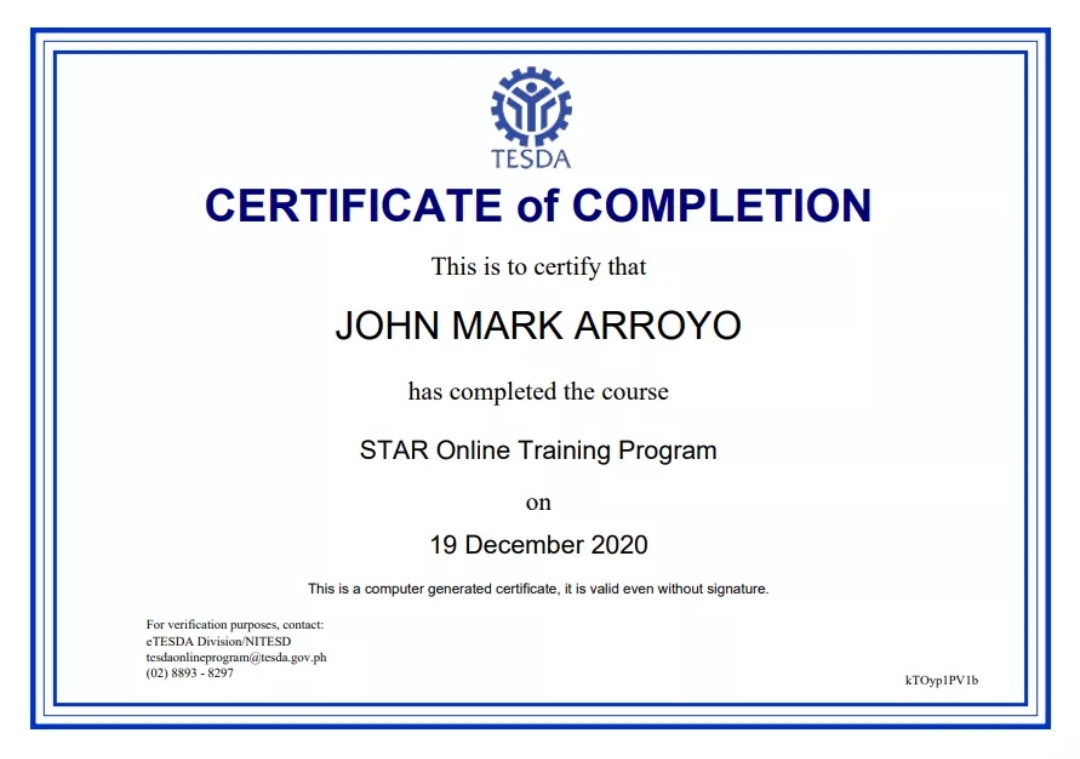 TESDA
CERTIFICATE of COMPLETION
This is to certify that
JOHN MARK ARROYO
has completed the course
STAR Online Training Program
on
19 December 2020
This is a computer generated certificate, it is valid even without signature.
For verification purposes, contact:
eTESDA Division/NITESD
tesdaonlineprogram@tesda.gov.ph
(02) 8893 - 8297
kTOyp1PV1b